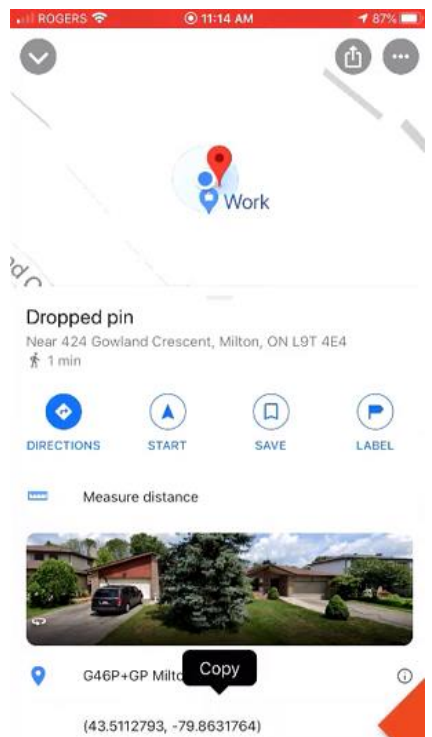 ROGERS 11:14 AM 87%
Work
Dropped pin
Near 424 Gowland Crescent, Milton, ON L9T 4E4
1 min
DIRECTIONS START SAVE LABEL
Measure distance
Copy
G46P+GP
(43.5112793, -79.8631764)